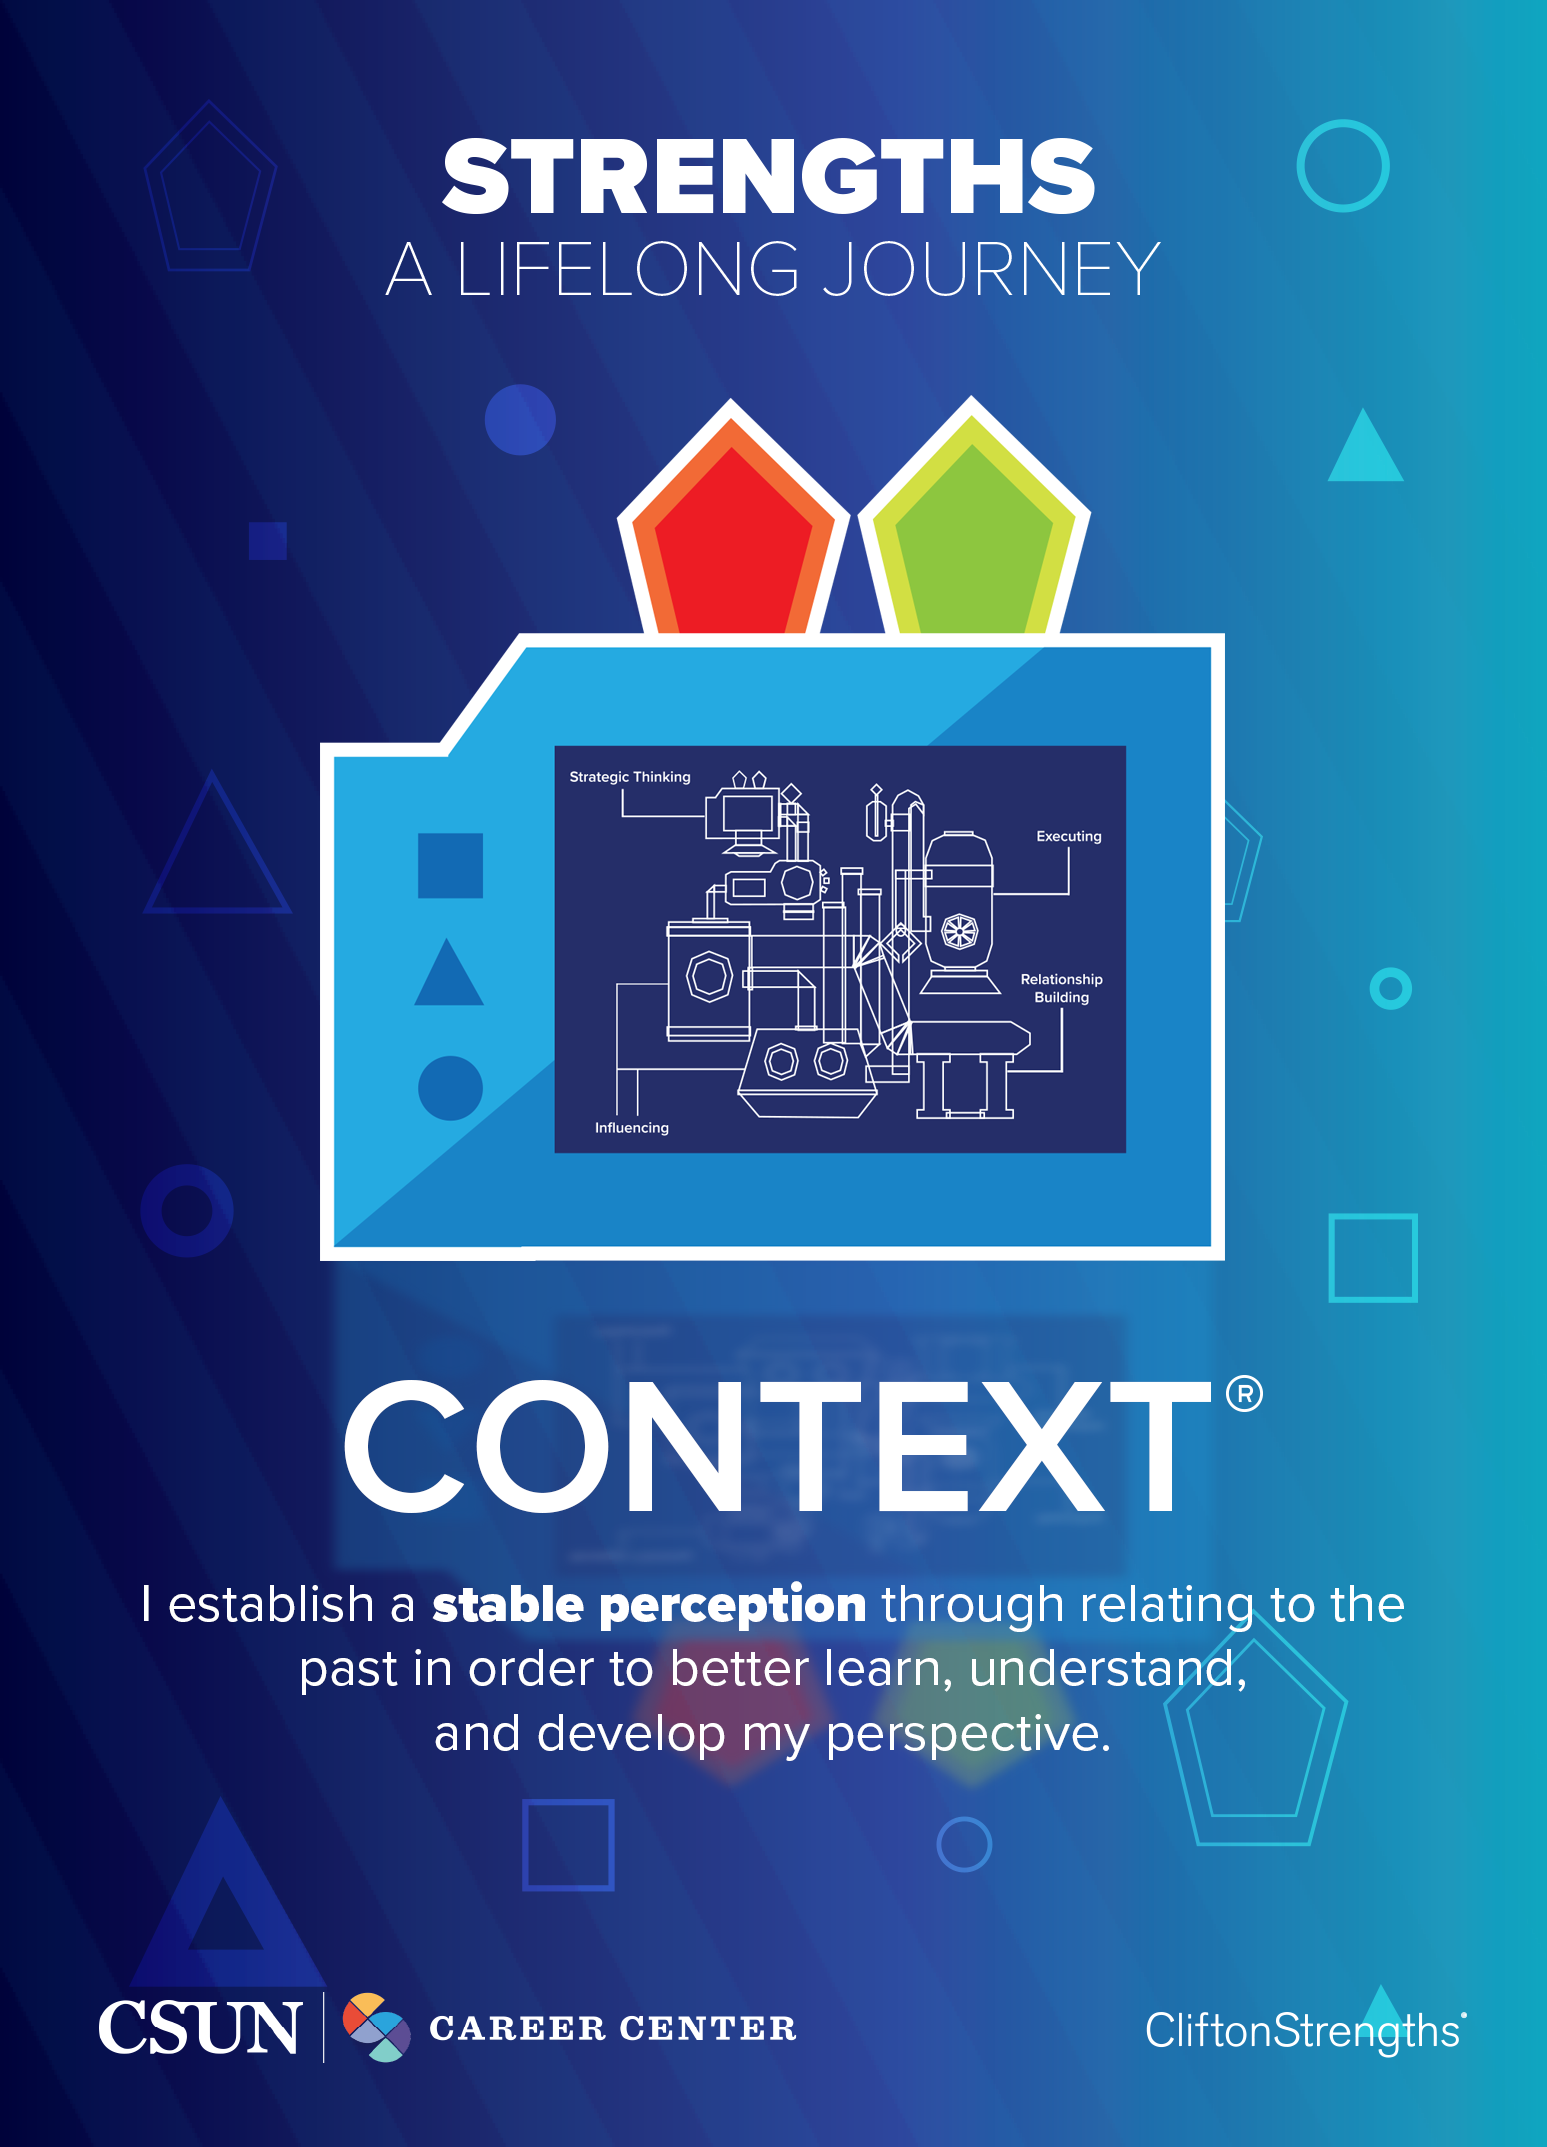 STRENGTHS
A LIFELONG JOURNEY
Strategic Thinking
Executing
Relationship
Building
Influencing
CONTEXT®
I establish a stable perception through relating to the
past in order to better learn, understand,
and develop my perspective.
CSUN CAREER CENTER
CliftonStrengths